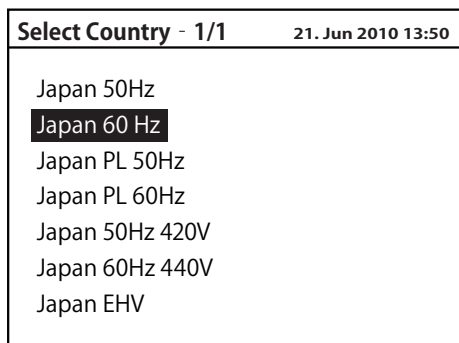 Select Country - 1/1 21. Jun 2010 13:50
Japan 50Hz
Japan 60 Hz
Japan PL 50Hz
Japan PL 60Hz
Japan 50Hz 420V
Japan 60Hz 440V
Japan EHV